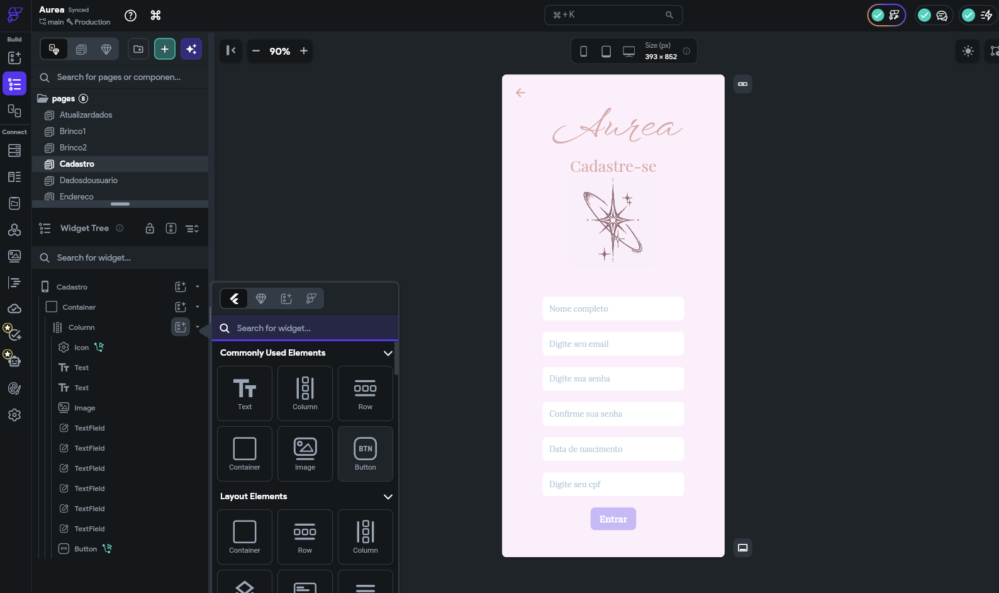 Aurea Synced
main Production
⌘ + K
Build
90%
Size (px)
393 × 852
Search for pages or componen...
pages 8
Atualizardados
Brinco1
Brinco2
Cadastro
Dadosdousuario
Endereco
Connect
Widget Tree
Search for widget...
Cadastro
Container
Column
Icon
Text
Text
Image
TextField
TextField
TextField
TextField
TextField
TextField
BTN Button
Search for widget...
Commonly Used Elements
Tt
Text
Column
Row
Container
Image
BTN
Button
Layout Elements
Container
Row
Column
Aurea
Cadastre-se
Nome completo
Digite seu email
Digite sua senha
Confirme sua senha
Data de nascimento
Digite seu cpf
Entrar